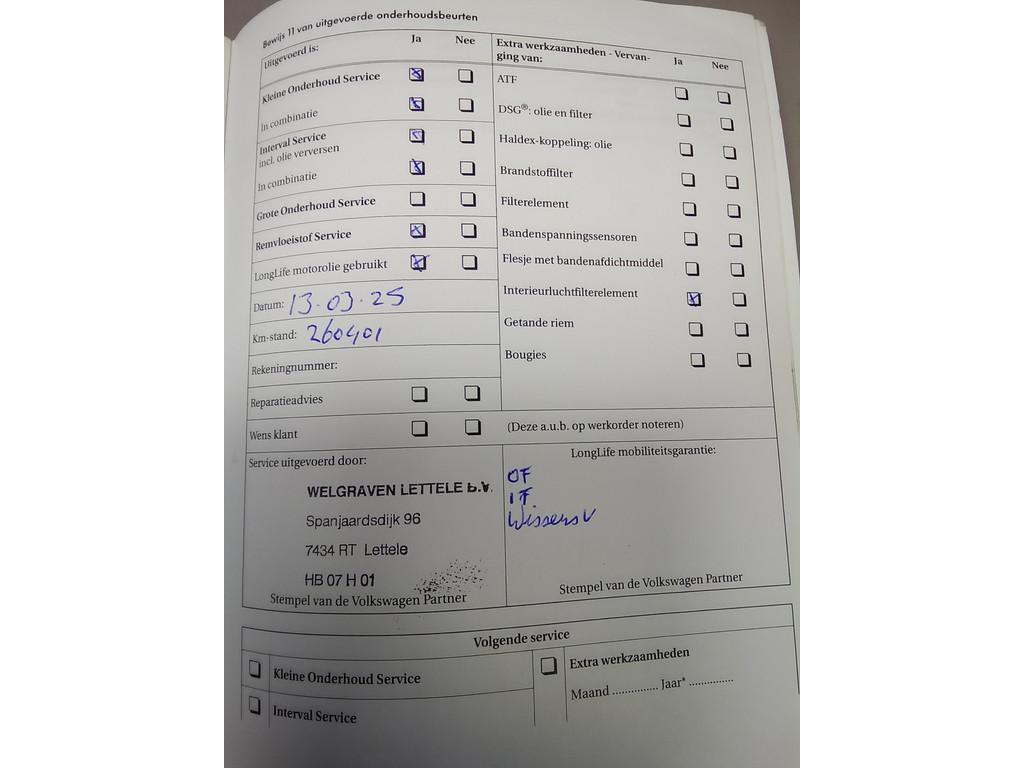 Bewijs 11 van uitgevoerde onderhoudsbeurten
Uitgevoerd is: Ja Nee
Kleine Onderhoud Service
In combinatie
Interval Service
incl. olie verversen
In combinatie
Grote Onderhoud Service
Remvloeistof Service
LongLife motorolie gebruikt
Datum: 13.03.25
Km-stand: 260401
Rekeningnummer:
Reparatieadvies
Wens klant
Extra werkzaamheden - Vervan-
ging van: Ja Nee
ATF
DSG®: olie en filter
Haldex-koppeling: olie
Brandstoffilter
Filterelement
Bandenspanningssensoren
Flesje met bandenafdichtmiddel
Interieurluchtfilterelement
Getande riem
Bougies
(Deze a.u.b. op werkorder noteren)
Service uitgevoerd door:
WELGRAVEN LETTELE b.v.
Spanjaardsdijk 96
7434 RT Lettele
HB 07 H 01
Stempel van de Volkswagen Partner
LongLife mobiliteitsgarantie:
OF
IF.
Wissers V
Stempel van de Volkswagen Partner
Volgende service
Kleine Onderhoud Service
Interval Service
Extra werkzaamheden
Maand ............... Jaar* ...............